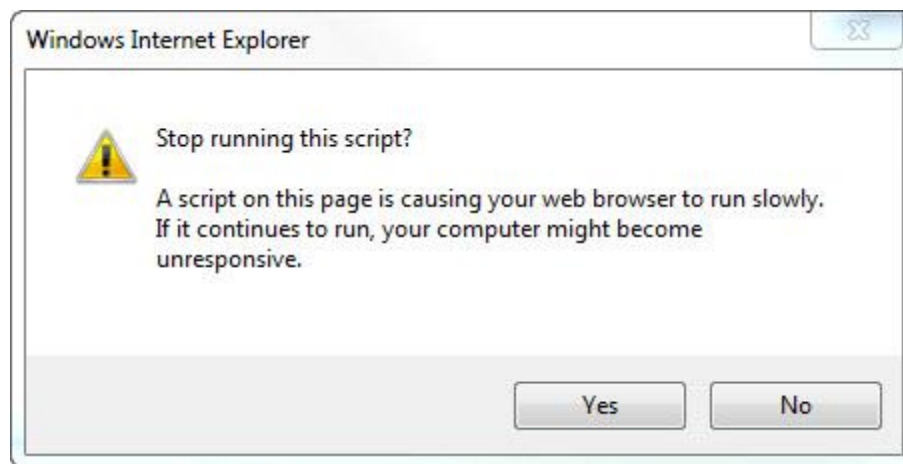 Windows Internet Explorer
Stop running this script?
A script on this page is causing your web browser to run slowly.
If it continues to run, your computer might become
unresponsive.
Yes
No